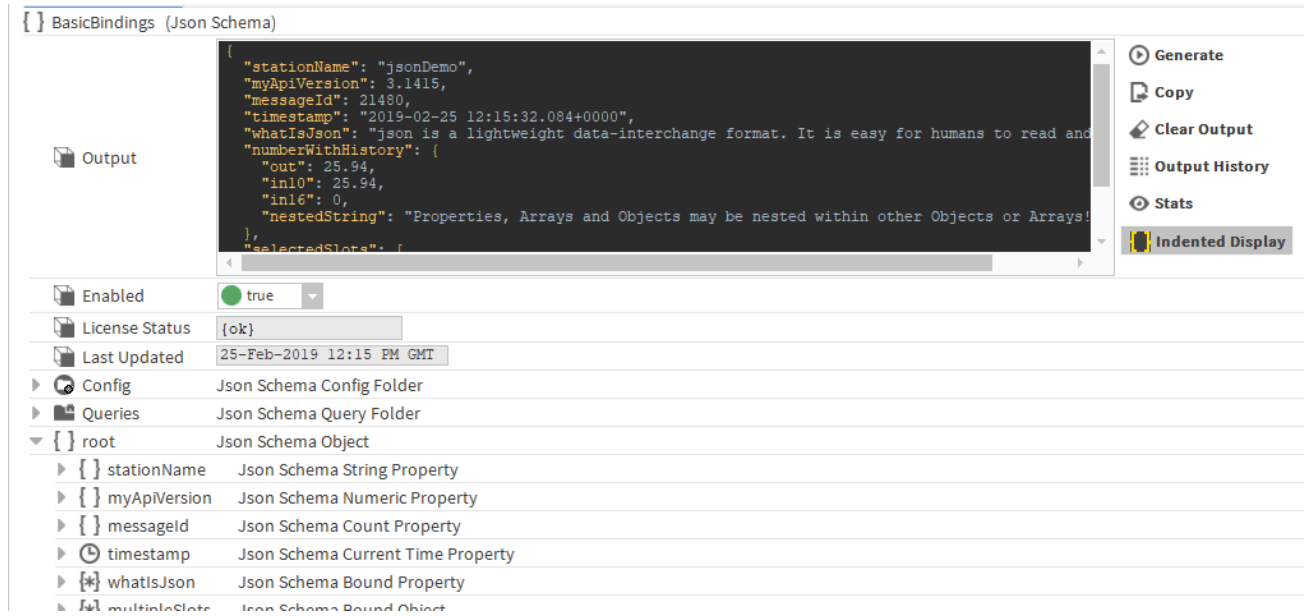 { } BasicBindings (Json Schema)
Output
{
"stationName": "jsonDemo",
"myApiVersion": 3.1415,
"messageId": 21480,
"timestamp": "2019-02-25 12:15:32.084+0000",
"whatIsJson": "json is a lightweight data-interchange format. It is easy for humans to read and
"numberWithHistory": {
"out": 25.94,
"in10": 25.94,
"in16": 0,
"nestedString": "Properties, Arrays and Objects may be nested within other Objects or Arrays!
},
"selectedSlots": [
Generate
Copy
Clear Output
Output History
Stats
Indented Display
Enabled true
License Status {ok}
Last Updated 25-Feb-2019 12:15 PM GMT
Config Json Schema Config Folder
Queries Json Schema Query Folder
{ } root Json Schema Object
{ } stationName Json Schema String Property
{ } myApiVersion Json Schema Numeric Property
{ } messageId Json Schema Count Property
timestamp Json Schema Current Time Property
{*} whatIsJson Json Schema Bound Property
{*} multipleSlots Json Schema Bound Object